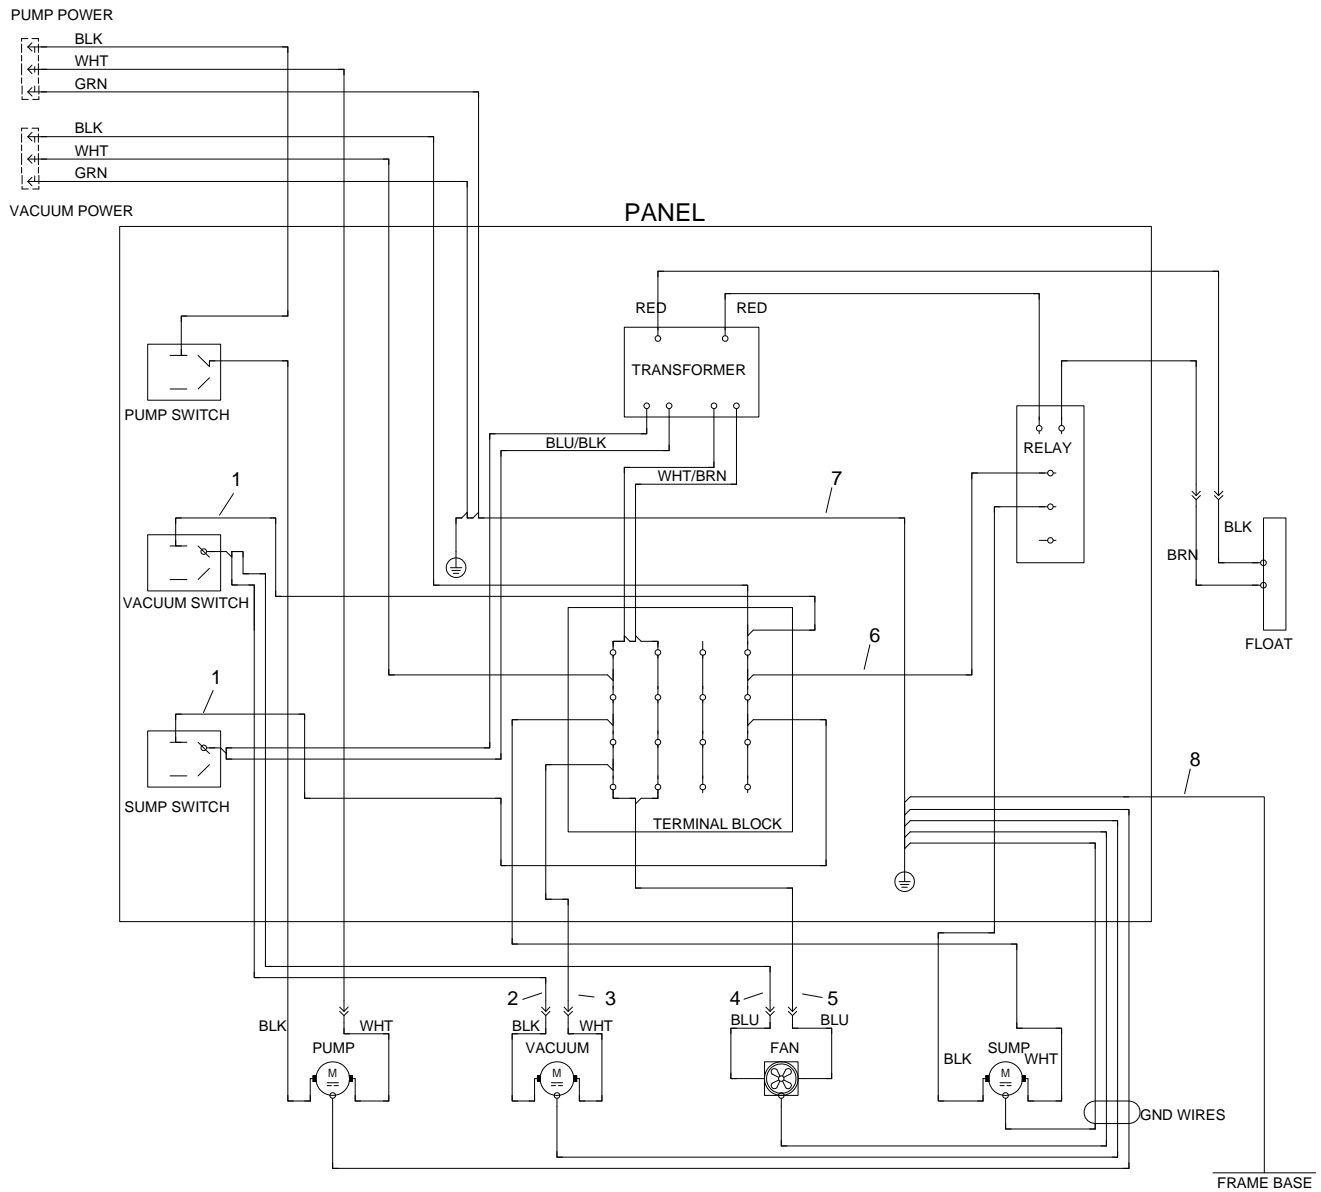 PUMP POWER
BLK
WHT
GRN
BLK
WHT
GRN
VACUUM POWER
PANEL
RED
RED
TRANSFORMER
PUMP SWITCH
BLU/BLK
RELAY
WHT/BRN
1
7
BLK
BRN
VACUUM SWITCH
FLOAT
6
1
8
SUMP SWITCH
TERMINAL BLOCK
2
3
4
5
BLK
WHT
BLK
WHT
BLU
BLU
PUMP
VACUUM
FAN
SUMP
BLK
WHT
M
M
M
GND WIRES
FRAME BASE